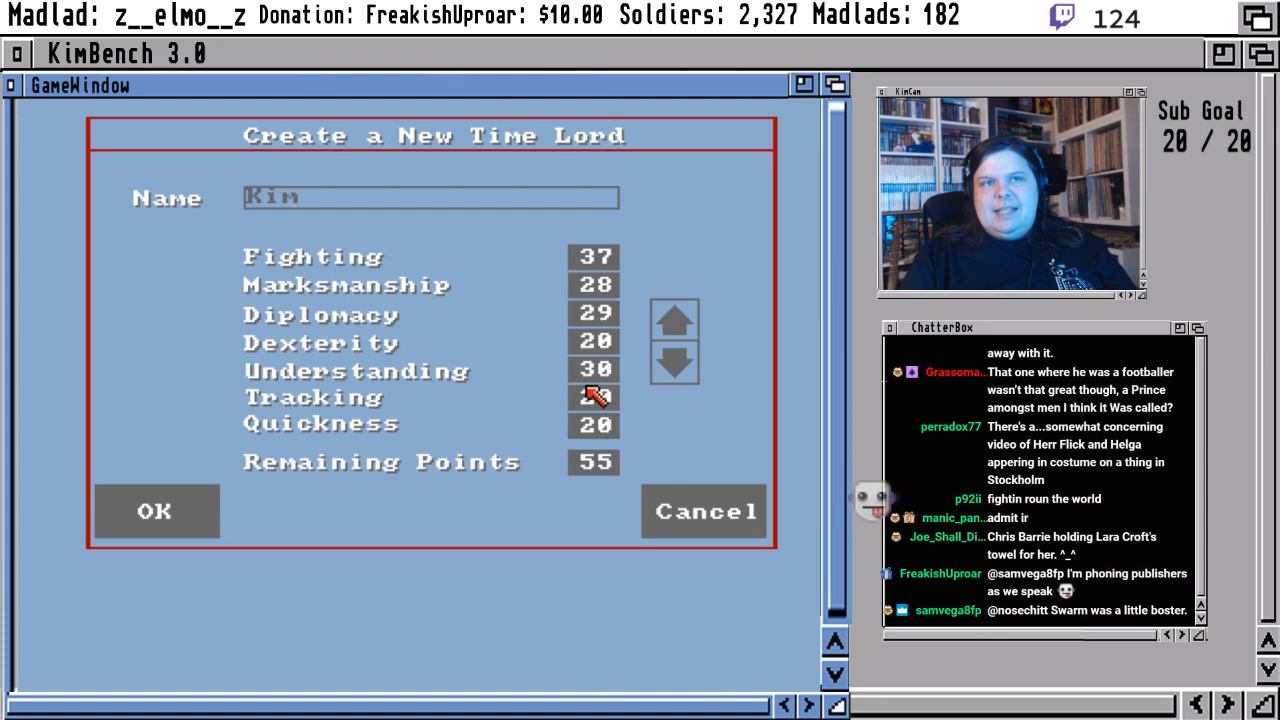 Madlad: z__elmo__z Donation: FreakishUproar: $10.00 Soldiers: 2,327 Madlads: 182 124
KimBench 3.0
GameWindow
Create a New Time Lord
Name Kim
Fighting 37
Marksmanship 28
Diplomacy 29
Dexterity 20
Understanding 30
Tracking
Quickness 20
Remaining Points 55
OK Cancel
KimCam
Sub Goal
20 / 20
ChatterBox
away with it.
Grassoma... That one where he was a footballer
wasn't that great though, a Prince
amongst men I think it Was called?
perradox77 There's a...somewhat concerning
video of Herr Flick and Helga
appering in costume on a thing in
Stockholm
p92ii fightin roun the world
manic_pan... admit ir
Joe_Shall_Di... Chris Barrie holding Lara Croft's
towel for her. ^_^
FreakishUproar @samvega8fp I'm phoning publishers
as we speak
samvega8fp @nosechitt Swarm was a little boster.